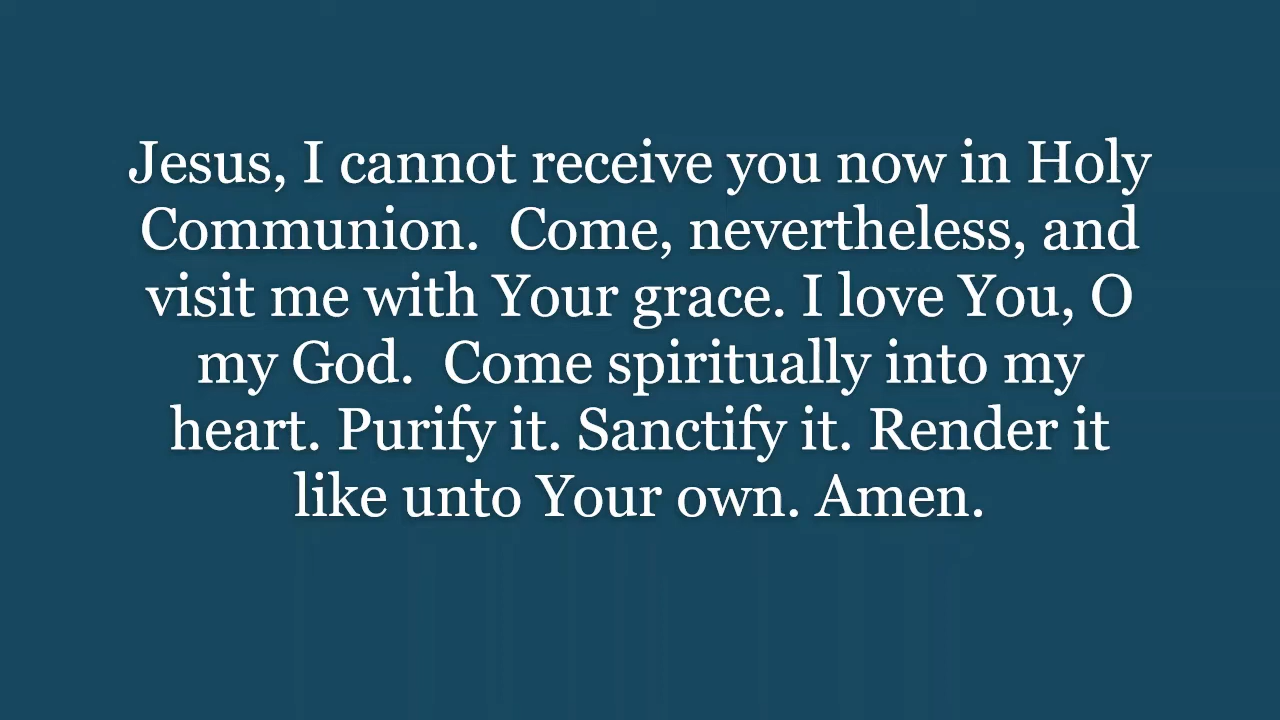 Jesus, I cannot receive you now in Holy
Communion.  Come, nevertheless, and
visit me with Your grace. I love You, O
my God.  Come spiritually into my
heart. Purify it. Sanctify it. Render it
like unto Your own. Amen.